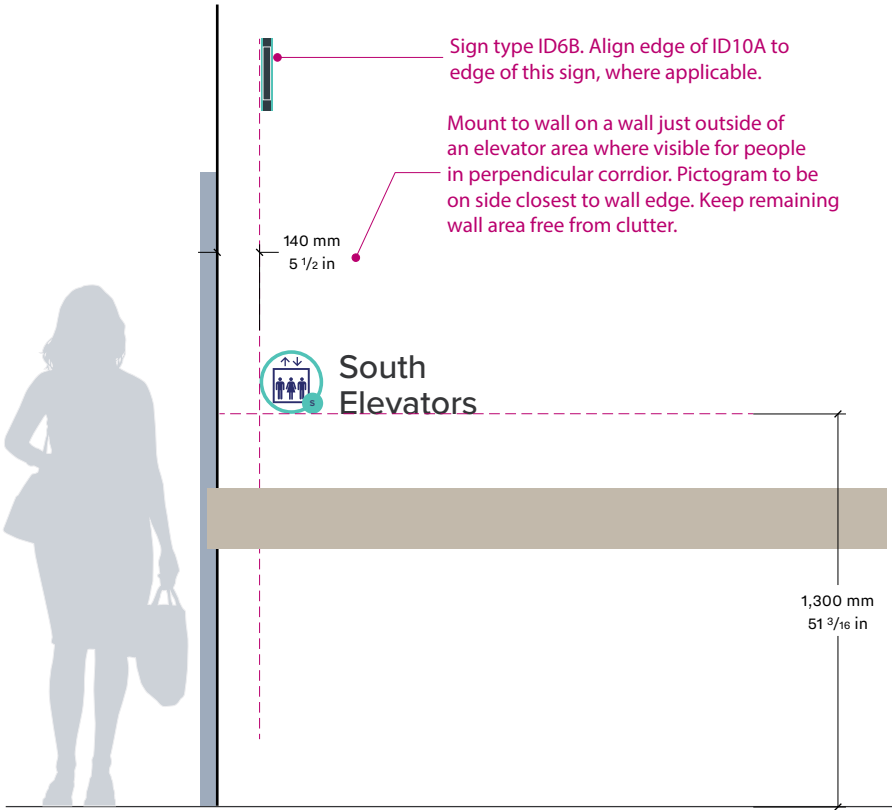 Sign type ID6B. Align edge of ID10A to
edge of this sign, where applicable.
Mount to wall on a wall just outside of
an elevator area where visible for people
in perpendicular corrdior. Pictogram to be
on side closest to wall edge. Keep remaining
wall area free from clutter.
140 mm
5 1/2 in
South
Elevators
S
1,300 mm
51 3/16 in